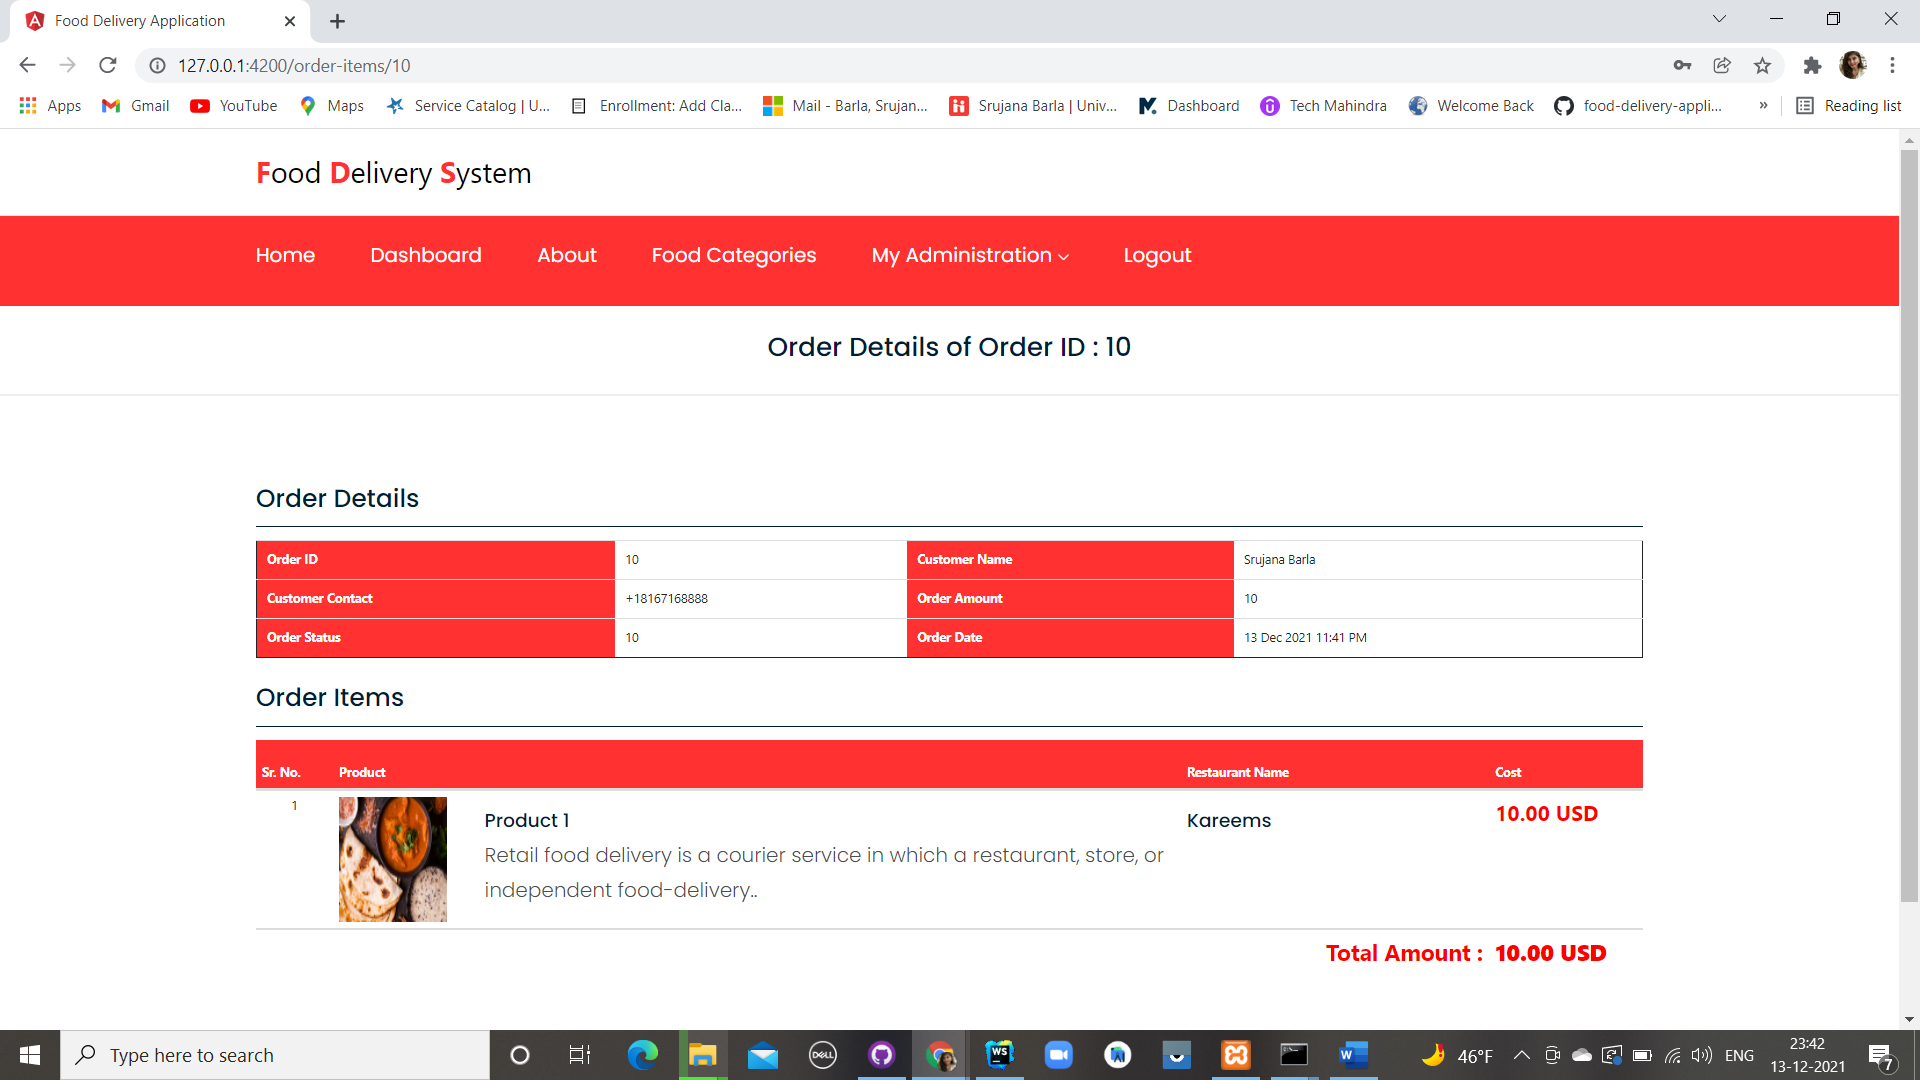 Food Delivery Application
127.0.0.1:4200/order-items/10
Apps Gmail YouTube Maps Service Catalog | U... Enrollment: Add Cla... Mail - Barla, Srujan... Srujana Barla | Univ... Dashboard Tech Mahindra Welcome Back food-delivery-appli... » Reading list
Food Delivery System
Home Dashboard About Food Categories My Administration Logout
Order Details of Order ID : 10
Order Details
Order ID 10 Customer Name Srujana Barla
Customer Contact +18167168888 Order Amount 10
Order Status 10 Order Date 13 Dec 2021 11:41 PM
Order Items
Sr. No. Product Restaurant Name Cost
1 Product 1 Kareems 10.00 USD
Retail food delivery is a courier service in which a restaurant, store, or
independent food-delivery..
Total Amount : 10.00 USD
Type here to search
DELL
WS
W
46°F
ENG
23:42
13-12-2021
7